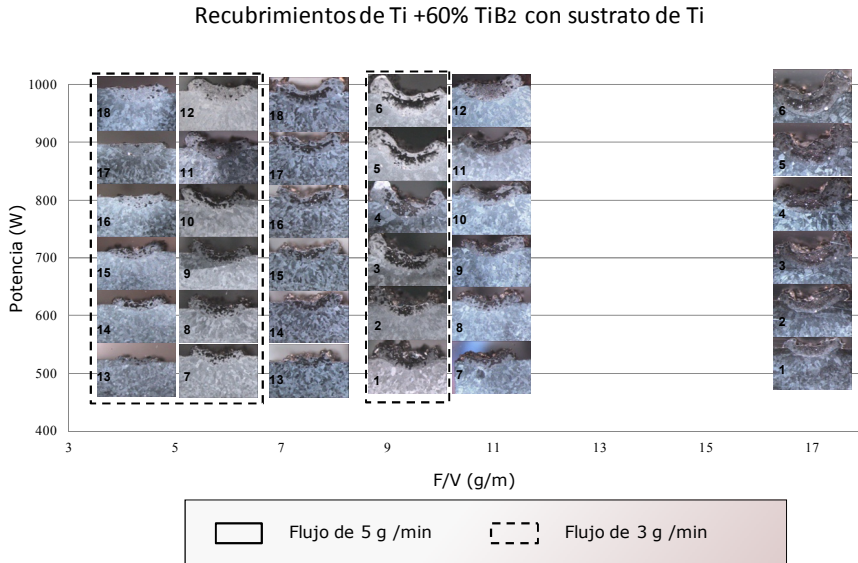 Recubrimientos de Ti +60% TiB2 con sustrato de Ti
Potencia (W)
1000
900
800
700
600
500
400
18 12 18 6 12 6
17 11 17 5 11 5
16 10 16 4 10 4
15 9 15 3 9 3
14 8 14 2 8 2
13 7 13 1 7 1
3 5 7 9 11 13 15 17
F/V (g/m)
Flujo de 5 g /min Flujo de 3 g /min